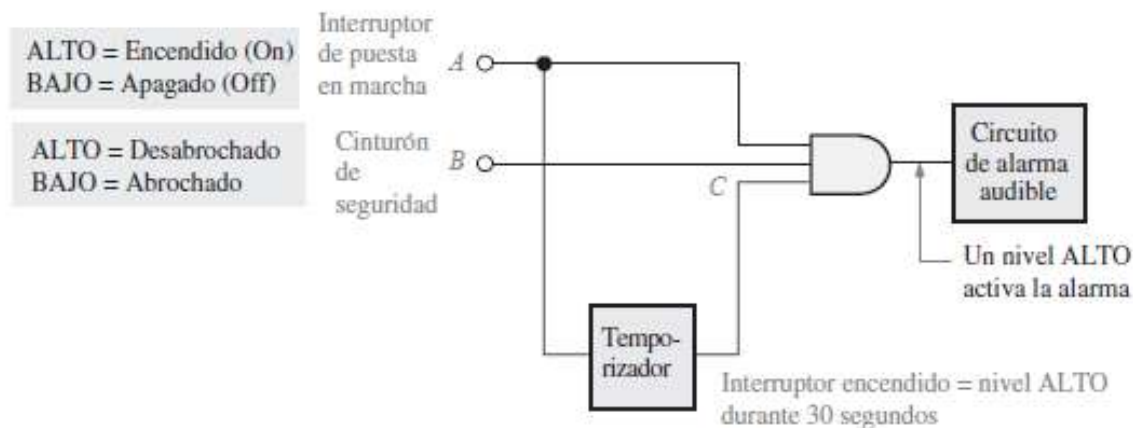 ALTO = Encendido (On)
BAJO = Apagado (Off)
Interruptor
de puesta
en marcha
A
ALTO = Desabrochado
BAJO = Abrochado
Cinturón
de
seguridad
B
C
Circuito
de alarma
audible
Un nivel ALTO
activa la alarma
Tempo-
rizador
Interruptor encendido = nivel ALTO
durante 30 segundos